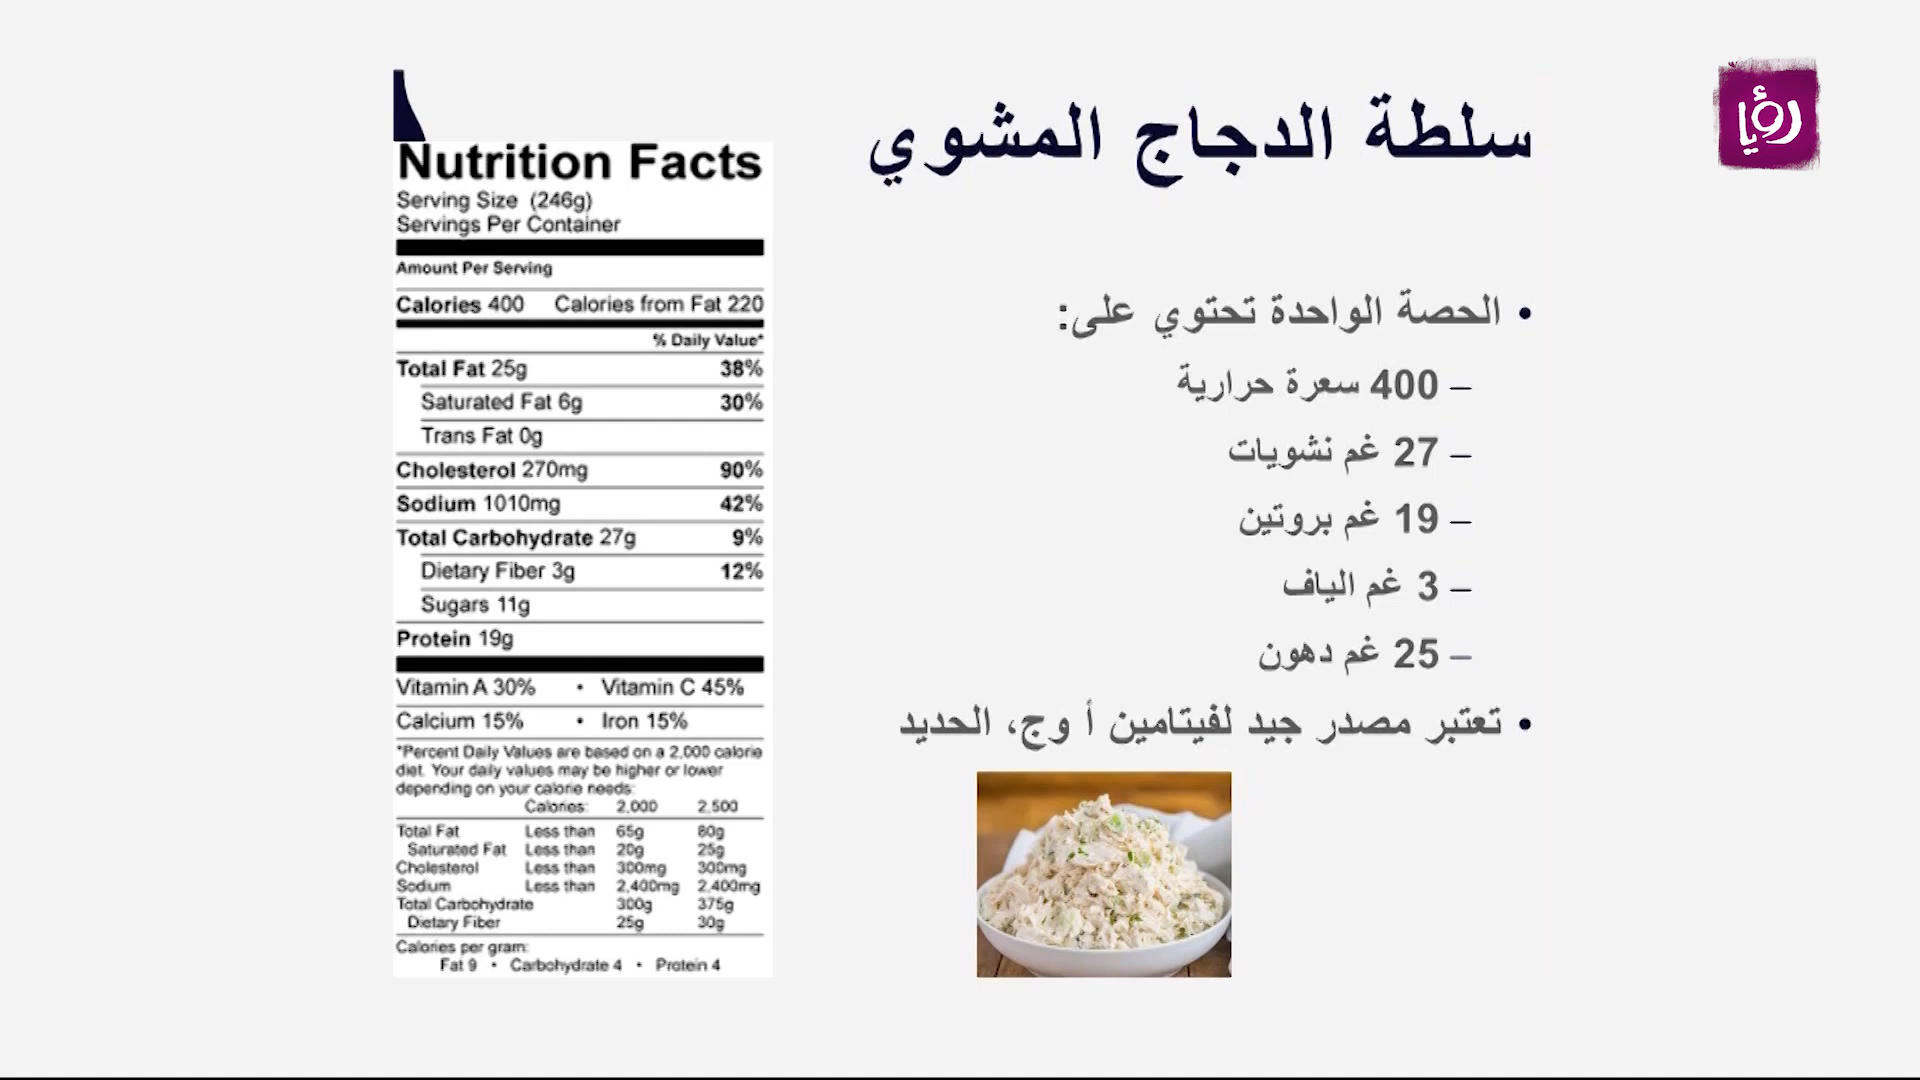 رؤيا
سلطة الدجاج المشوي
• الحصة الواحدة تحتوي على:
– 400 سعرة حرارية
– 27 غم نشويات
– 19 غم بروتين
– 3 غم الياف
– 25 غم دهون
• تعتبر مصدر جيد لفيتامين أ وج، الحديد
Nutrition Facts
Serving Size (246g)
Servings Per Container
Amount Per Serving
Calories 400 Calories from Fat 220
% Daily Value*
Total Fat 25g 38%
Saturated Fat 6g 30%
Trans Fat 0g
Cholesterol 270mg 90%
Sodium 1010mg 42%
Total Carbohydrate 27g 9%
Dietary Fiber 3g 12%
Sugars 11g
Protein 19g
Vitamin A 30% • Vitamin C 45%
Calcium 15% • Iron 15%
*Percent Daily Values are based on a 2,000 calorie
diet. Your daily values may be higher or lower
depending on your calorie needs:
Calories: 2,000 2,500
Total Fat Less than 65g 80g
Saturated Fat Less than 20g 25g
Cholesterol Less than 300mg 300mg
Sodium Less than 2,400mg 2,400mg
Total Carbohydrate 300g 375g
Dietary Fiber 25g 30g
Calories per gram:
Fat 9 • Carbohydrate 4 • Protein 4